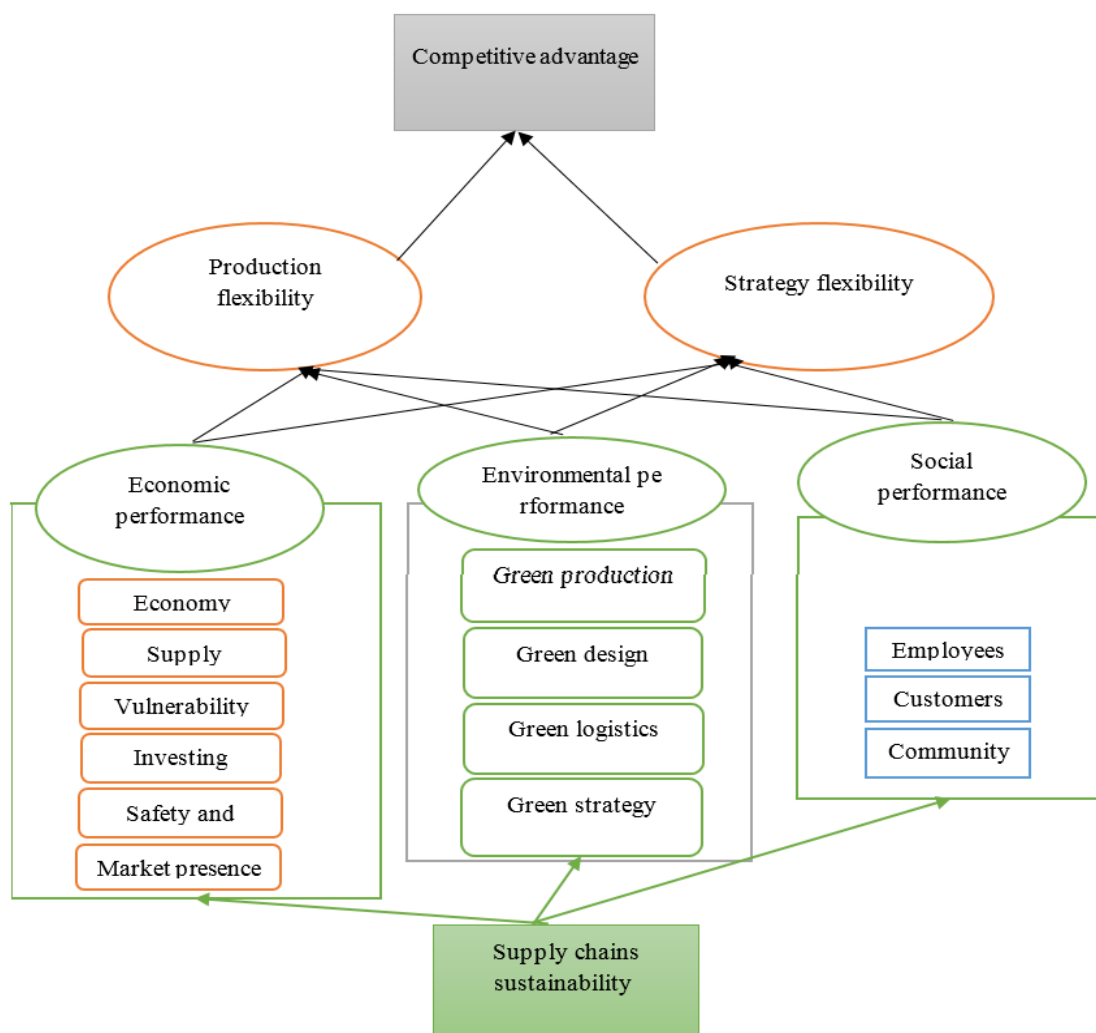 Competitive advantage
Production
flexibility
Strategy flexibility
Economic
performance
Environmental pe
rformance
Social
performance
Economy
Supply
Vulnerability
Investing
Safety and
Market presence
Green production
Green design
Green logistics
Green strategy
Employees
Customers
Community
Supply chains
sustainability